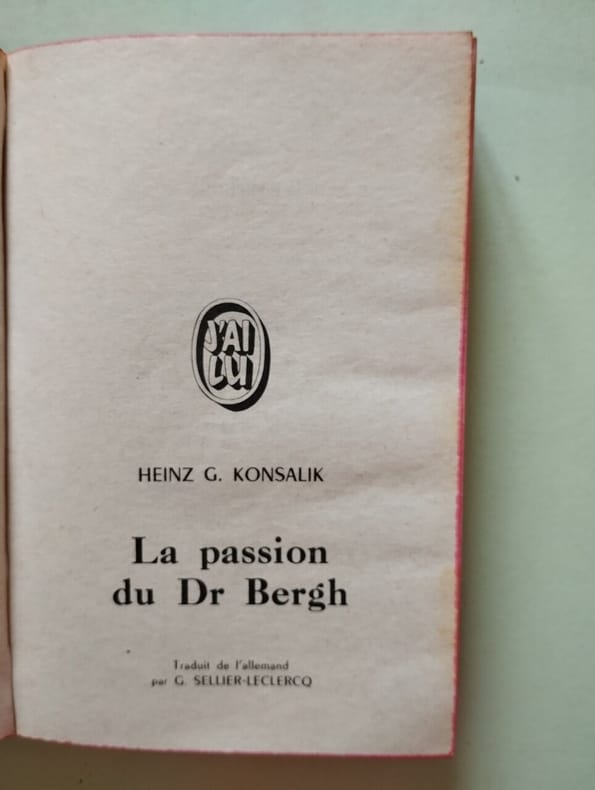 J'AI
LU
HEINZ G. KONSALIK
La passion
du Dr Bergh
Traduit de l'allemand
par G. SELLIER-LECLERCQ